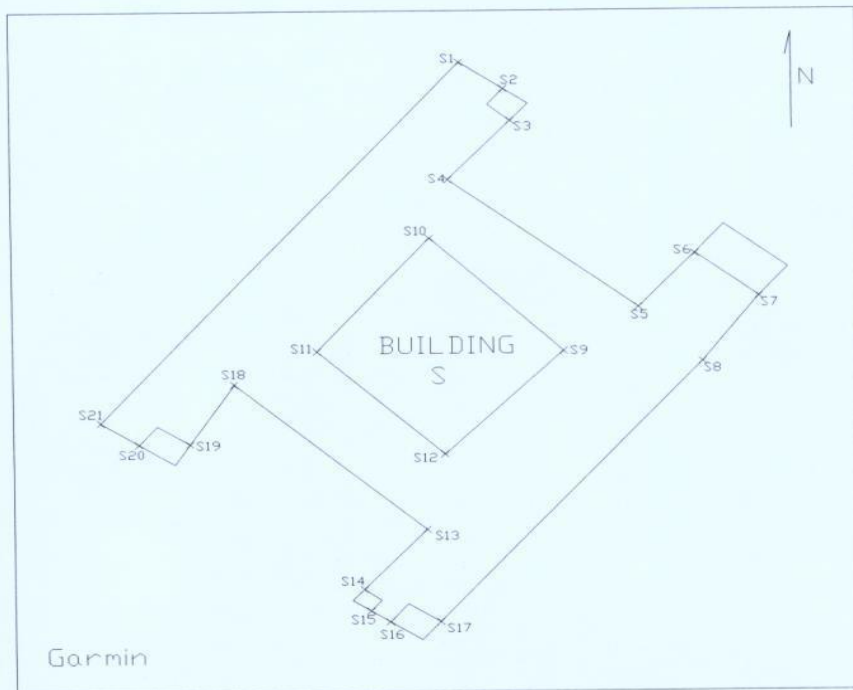 S1
S2
N
S3
S4
S10
S6
S7
S5
S11
BUILDING
S
S9
S8
S18
S21
S20
S19
S12
S13
S14
S15
S16
S17
Garmin